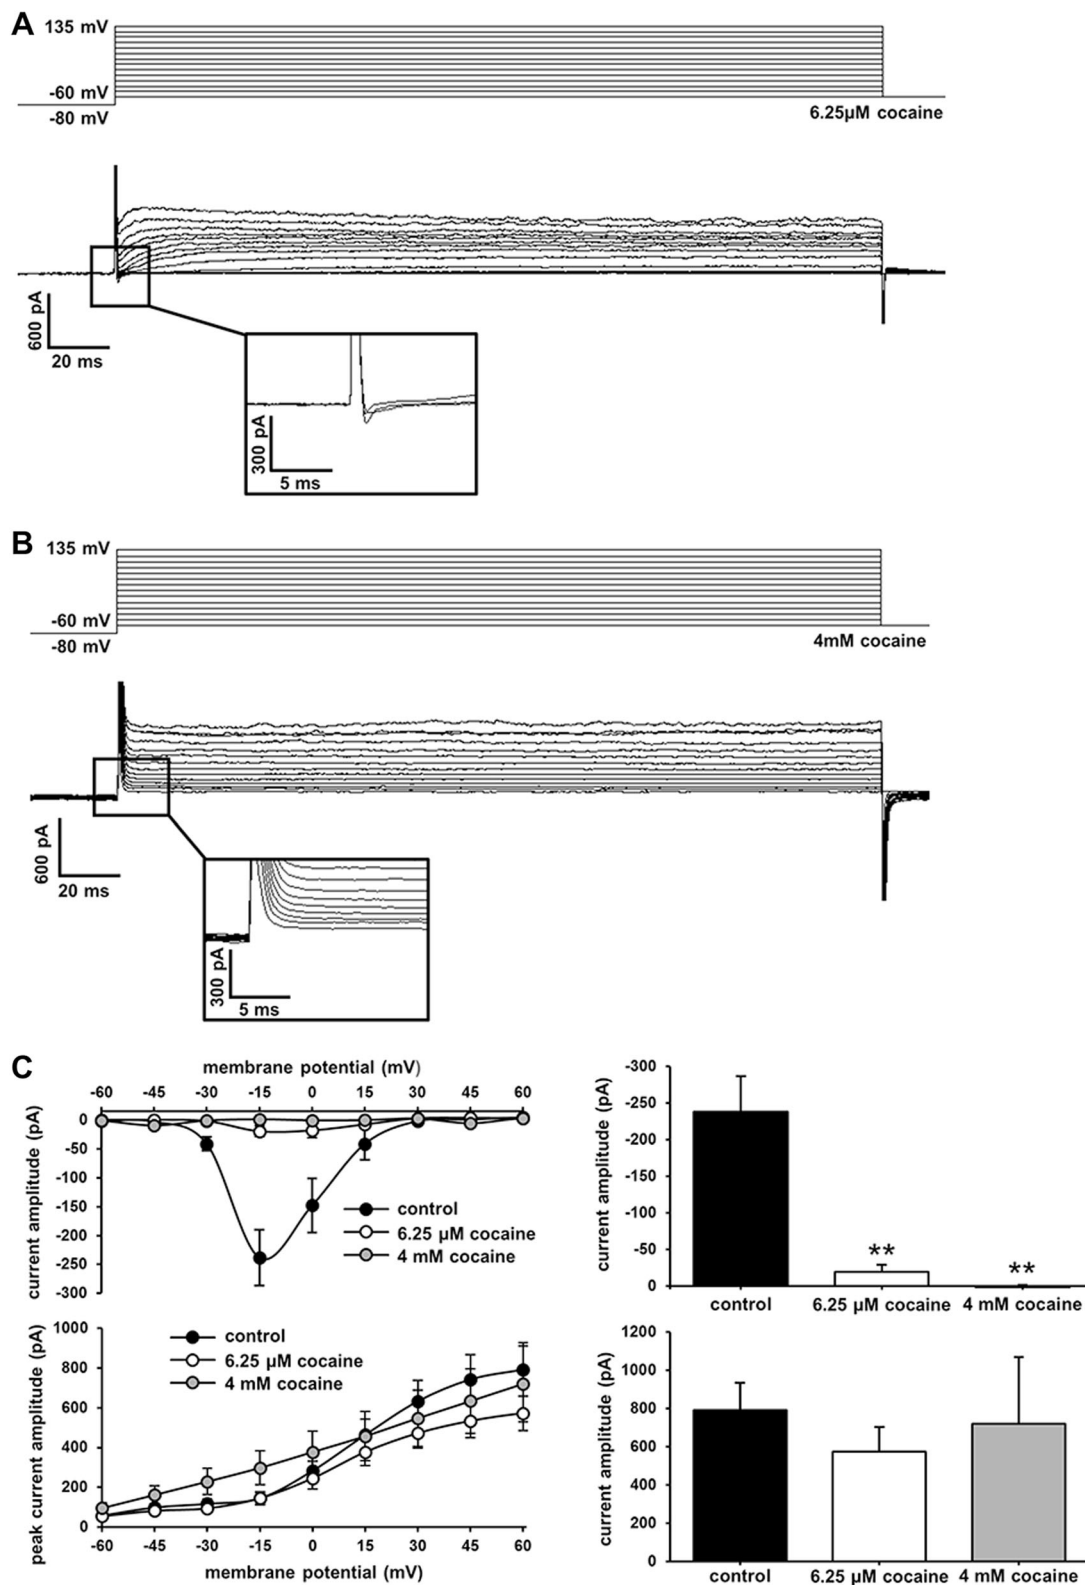 A
135 mV
-60 mV
-80 mV
6.25µM cocaine
600 pA
20 ms
300 pA
5 ms
B
135 mV
-60 mV
-80 mV
4mM cocaine
600 pA
20 ms
300 pA
5 ms
C
membrane potential (mV)
-60 -45 -30 -15 0 15 30 45 60
current amplitude (pA)
0
-50
-100
-150
-200
-250
-300
control
6.25 µM cocaine
4 mM cocaine
current amplitude (pA)
-300
-250
-200
-150
-100
-50
0
** **
control 6.25 µM cocaine 4 mM cocaine
peak current amplitude (pA)
1000
800
600
400
200
0
control
6.25 µM cocaine
4 mM cocaine
-60 -45 -30 -15 0 15 30 45 60
membrane potential (mV)
current amplitude (pA)
1200
1000
800
600
400
200
0
control 6.25 µM cocaine 4 mM cocaine